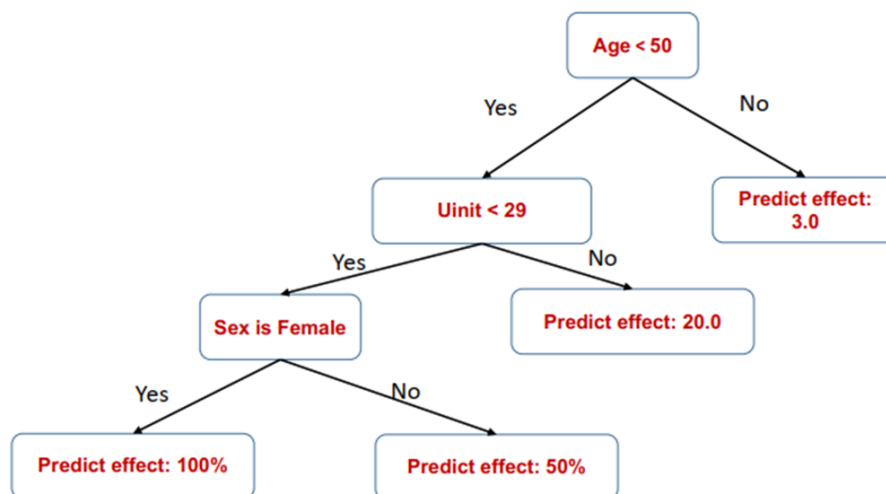 Age < 50
Yes
No
Uinit < 29
Predict effect:
3.0
Yes
No
Sex is Female
Predict effect: 20.0
Yes
No
Predict effect: 100%
Predict effect: 50%